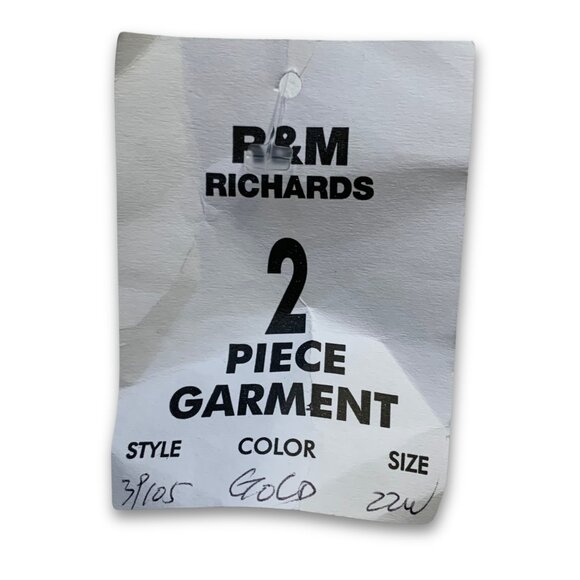 R&M
RICHARDS
2
PIECE
GARMENT
STYLE COLOR SIZE
39105 GOLD 22W